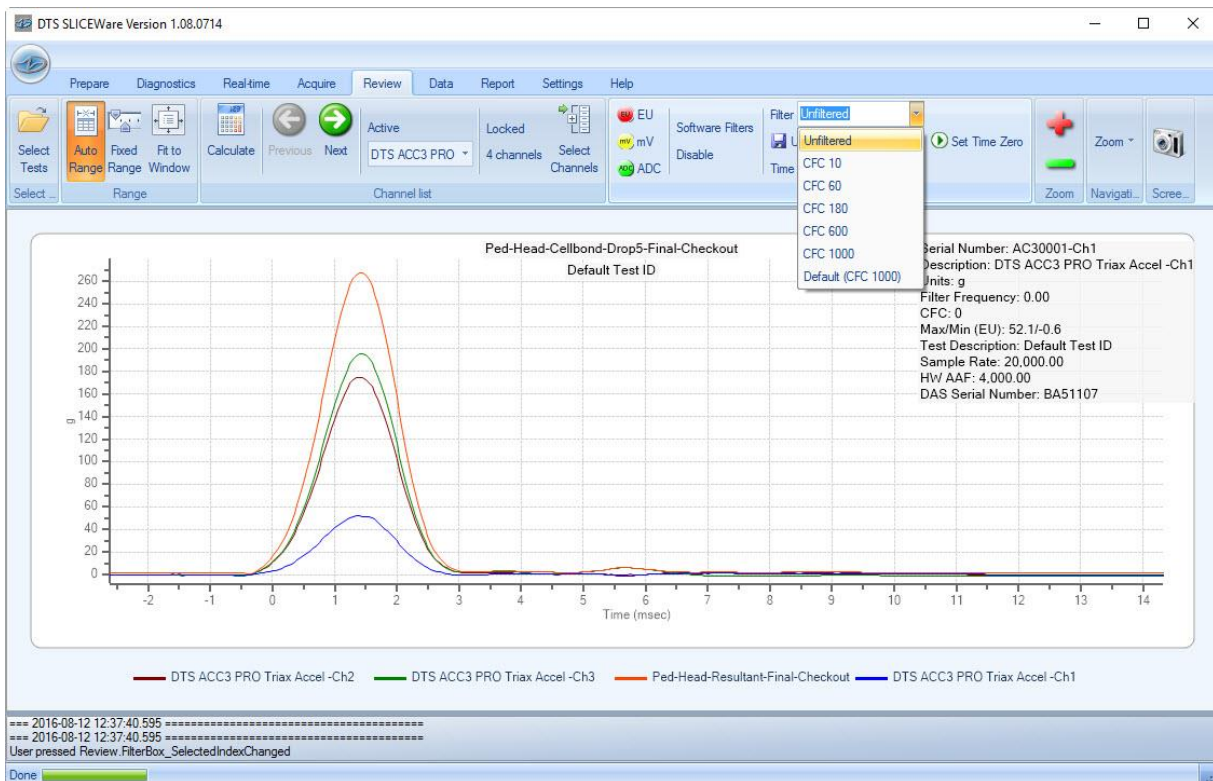 DTS SLICEWare Version 1.08.0714
Prepare Diagnostics Real-time Acquire Review Data Report Settings Help
Select Tests
Select ...
Auto Range
Fixed Range
Fit to Window
Range
Calculate
Previous
Next
Active
DTS ACC3 PRO
Locked
4 channels
Select Channels
Channel list
EU
mV
ADC
Software Filters
Disable
Filter Unfiltered
Time
Unfiltered
CFC 10
CFC 60
CFC 180
CFC 600
CFC 1000
Default (CFC 1000)
Set Time Zero
Zoom
Zoom
Navigati...
Scree...
Ped-Head-Cellbond-Drop5-Final-Checkout
Default Test ID
Serial Number: AC30001-Ch1
Description: DTS ACC3 PRO Triax Accel -Ch1
Units: g
Filter Frequency: 0.00
CFC: 0
Max/Min (EU): 52.1/-0.6
Test Description: Default Test ID
Sample Rate: 20,000.00
HW AAF: 4,000.00
DAS Serial Number: BA51107
260
240
220
200
180
160
140
120
100
80
60
40
20
0
g
-2 -1 0 1 2 3 4 5 6 7 8 9 10 11 12 13 14
Time (msec)
DTS ACC3 PRO Triax Accel -Ch2 DTS ACC3 PRO Triax Accel -Ch3 Ped-Head-Resultant-Final-Checkout DTS ACC3 PRO Triax Accel -Ch1
=== 2016-08-12 12:37:40.595 =======================================
=== 2016-08-12 12:37:40.595 =======================================
User pressed Review.FilterBox_SelectedIndexChanged
Done